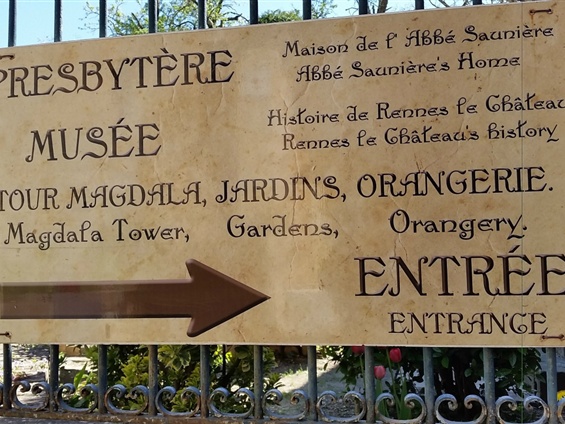 PRESBYTÈRE
Maison de l' Abbé Saunière
Abbé Saunière's Home
MUSÉE
Histoire de Rennes le Château
Rennes le Château's history
TOUR MAGDALA, JARDINS, ORANGERIE.
Magdala Tower, Gardens, Orangery.
ENTRÉE
ENTRANCE